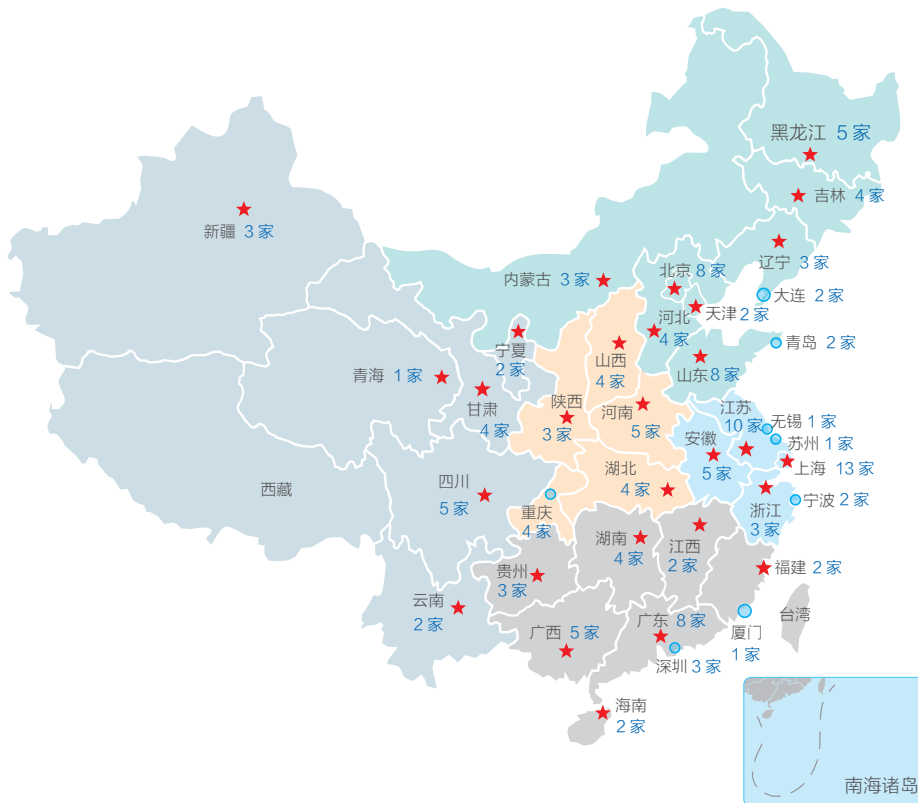 黑龙江 5 家
吉林 4 家
新疆 3 家
辽宁 3 家
北京 8 家
内蒙古 3 家
大连 2 家
天津 2 家
河北
4 家
青岛 2 家
宁夏
2 家
山西
4 家
山东 8 家
青海 1 家
甘肃
4 家
陕西
3 家
河南
5 家
江苏
10 家
无锡 1 家
苏州 1 家
安徽
5 家
上海 13 家
湖北
4 家
四川
5 家
西藏
重庆
4 家
浙江
3 家
宁波 2 家
湖南
4 家
江西
2 家
贵州
3 家
福建 2 家
云南
2 家
台湾
广东 8 家
广西 5 家
厦门
1 家
深圳 3 家
海南
2 家
南海诸岛